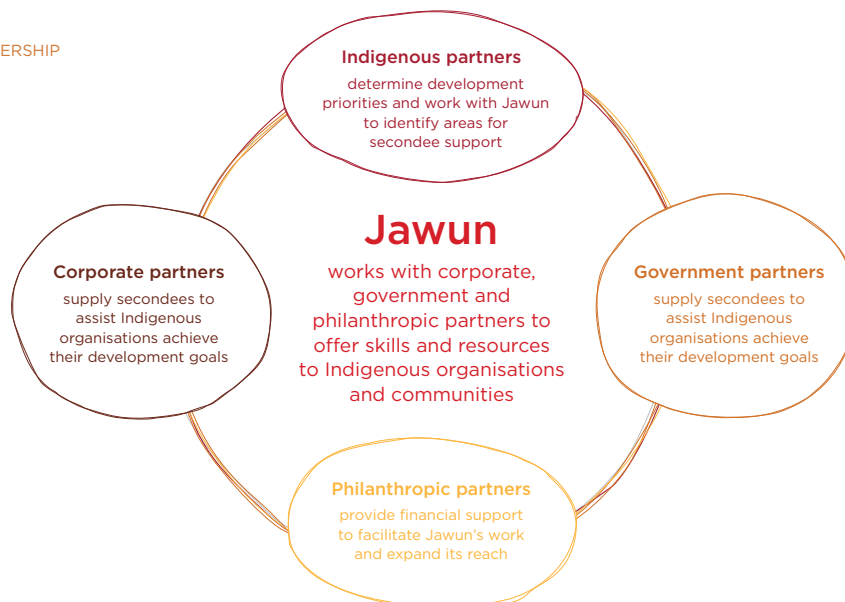 ERSHIP
Indigenous partners
determine development
priorities and work with Jawun
to identify areas for
secondee support
Jawun
works with corporate,
government and
philanthropic partners to
offer skills and resources
to Indigenous organisations
and communities
Corporate partners
supply secondees to
assist Indigenous
organisations achieve
their development goals
Government partners
supply secondees to
assist Indigenous
organisations achieve
their development goals
Philanthropic partners
provide financial support
to facilitate Jawun's work
and expand its reach